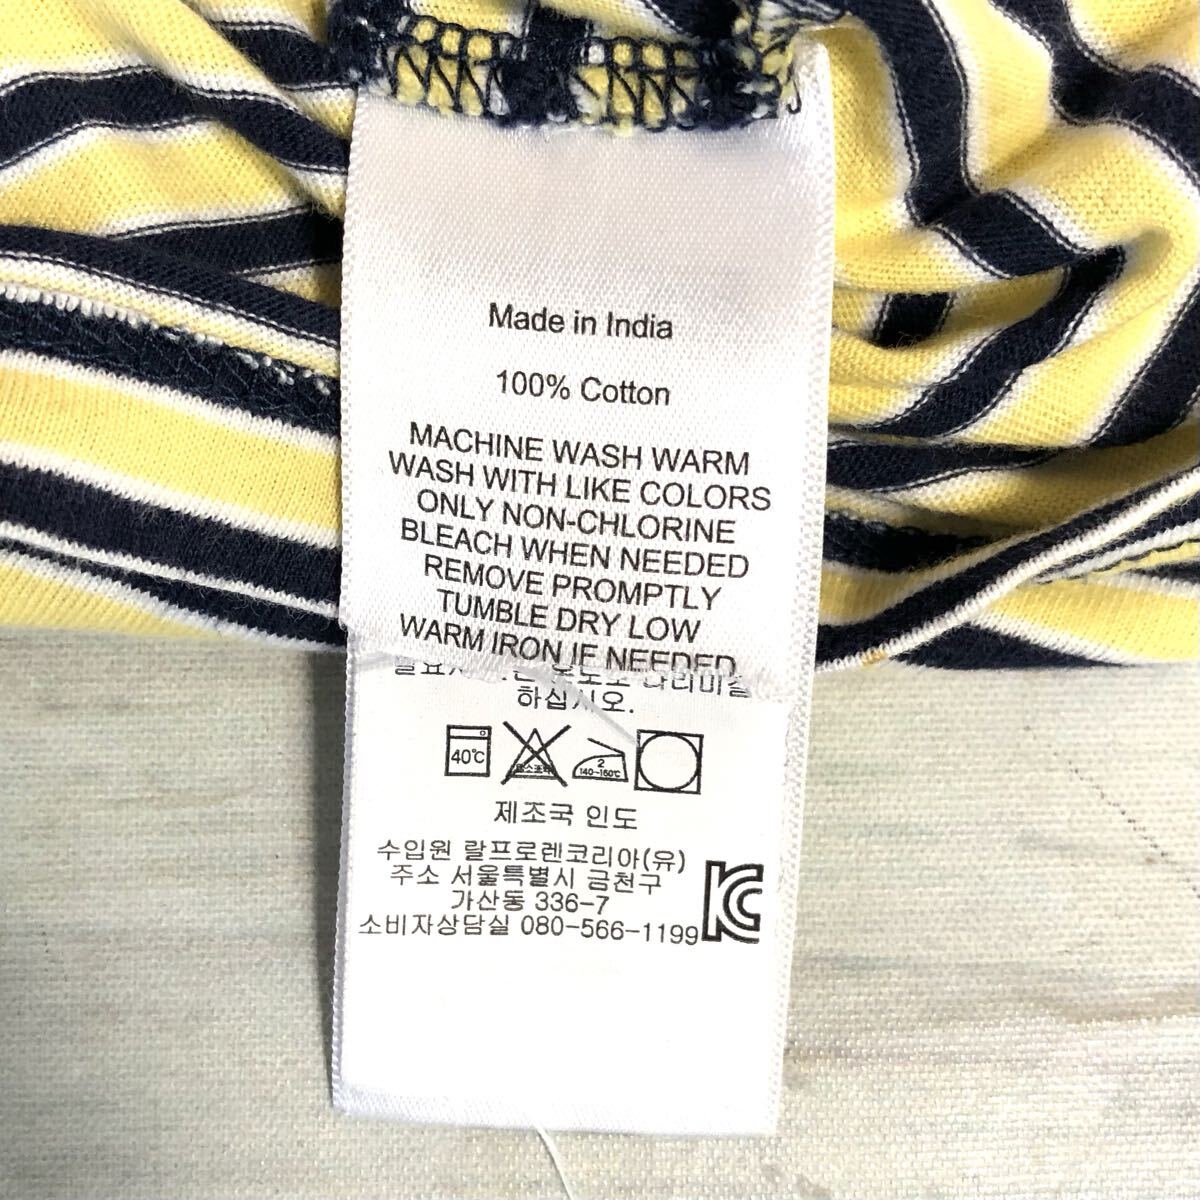 Made in India
100% Cotton
MACHINE WASH WARM
WASH WITH LIKE COLORS
ONLY NON-CHLORINE
BLEACH WHEN NEEDED
REMOVE PROMPTLY
TUMBLE DRY LOW
WARM IRON IF NEEDED
하십시오.
40℃
2
140~160℃
제조국 인도
수입원 랄프로렌코리아(유)
주소 서울특별시 금천구
가산동 336-7
소비자상담실 080-566-1199